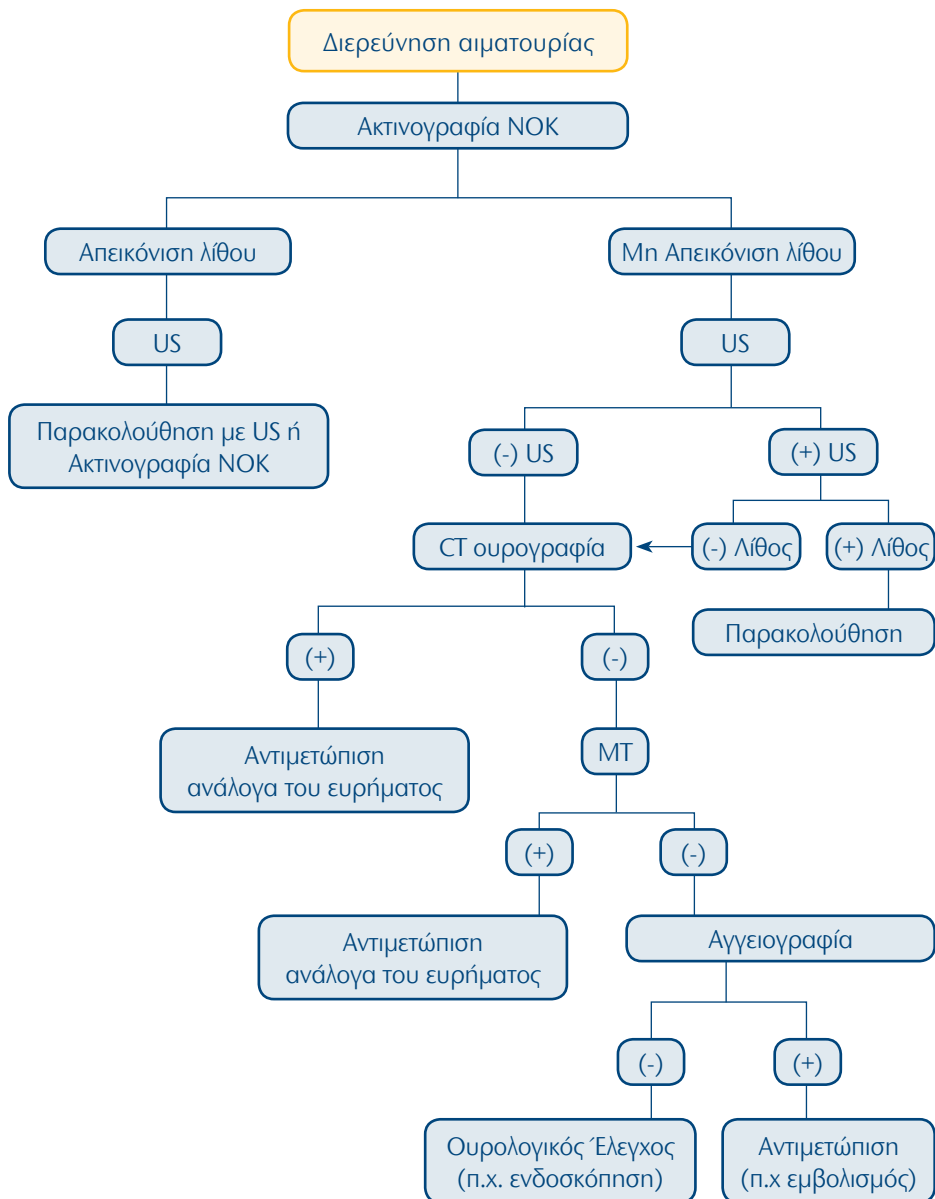 Διερεύνηση αιματουρίας
Ακτινογραφία ΝΟΚ
Απεικόνιση λίθου
Μη Απεικόνιση λίθου
US
US
Παρακολούθηση με US ή
Ακτινογραφία ΝΟΚ
(-) US
(+) US
CT ουρογραφία
(-) Λίθος
(+) Λίθος
Παρακολούθηση
(+)
(-)
Αντιμετώπιση
ανάλογα του ευρήματος
ΜΤ
(+)
(-)
Αντιμετώπιση
ανάλογα του ευρήματος
Αγγειογραφία
(-)
(+)
Ουρολογικός Έλεγχος
(π.χ. ενδοσκόπηση)
Αντιμετώπιση
(π.χ εμβολισμός)